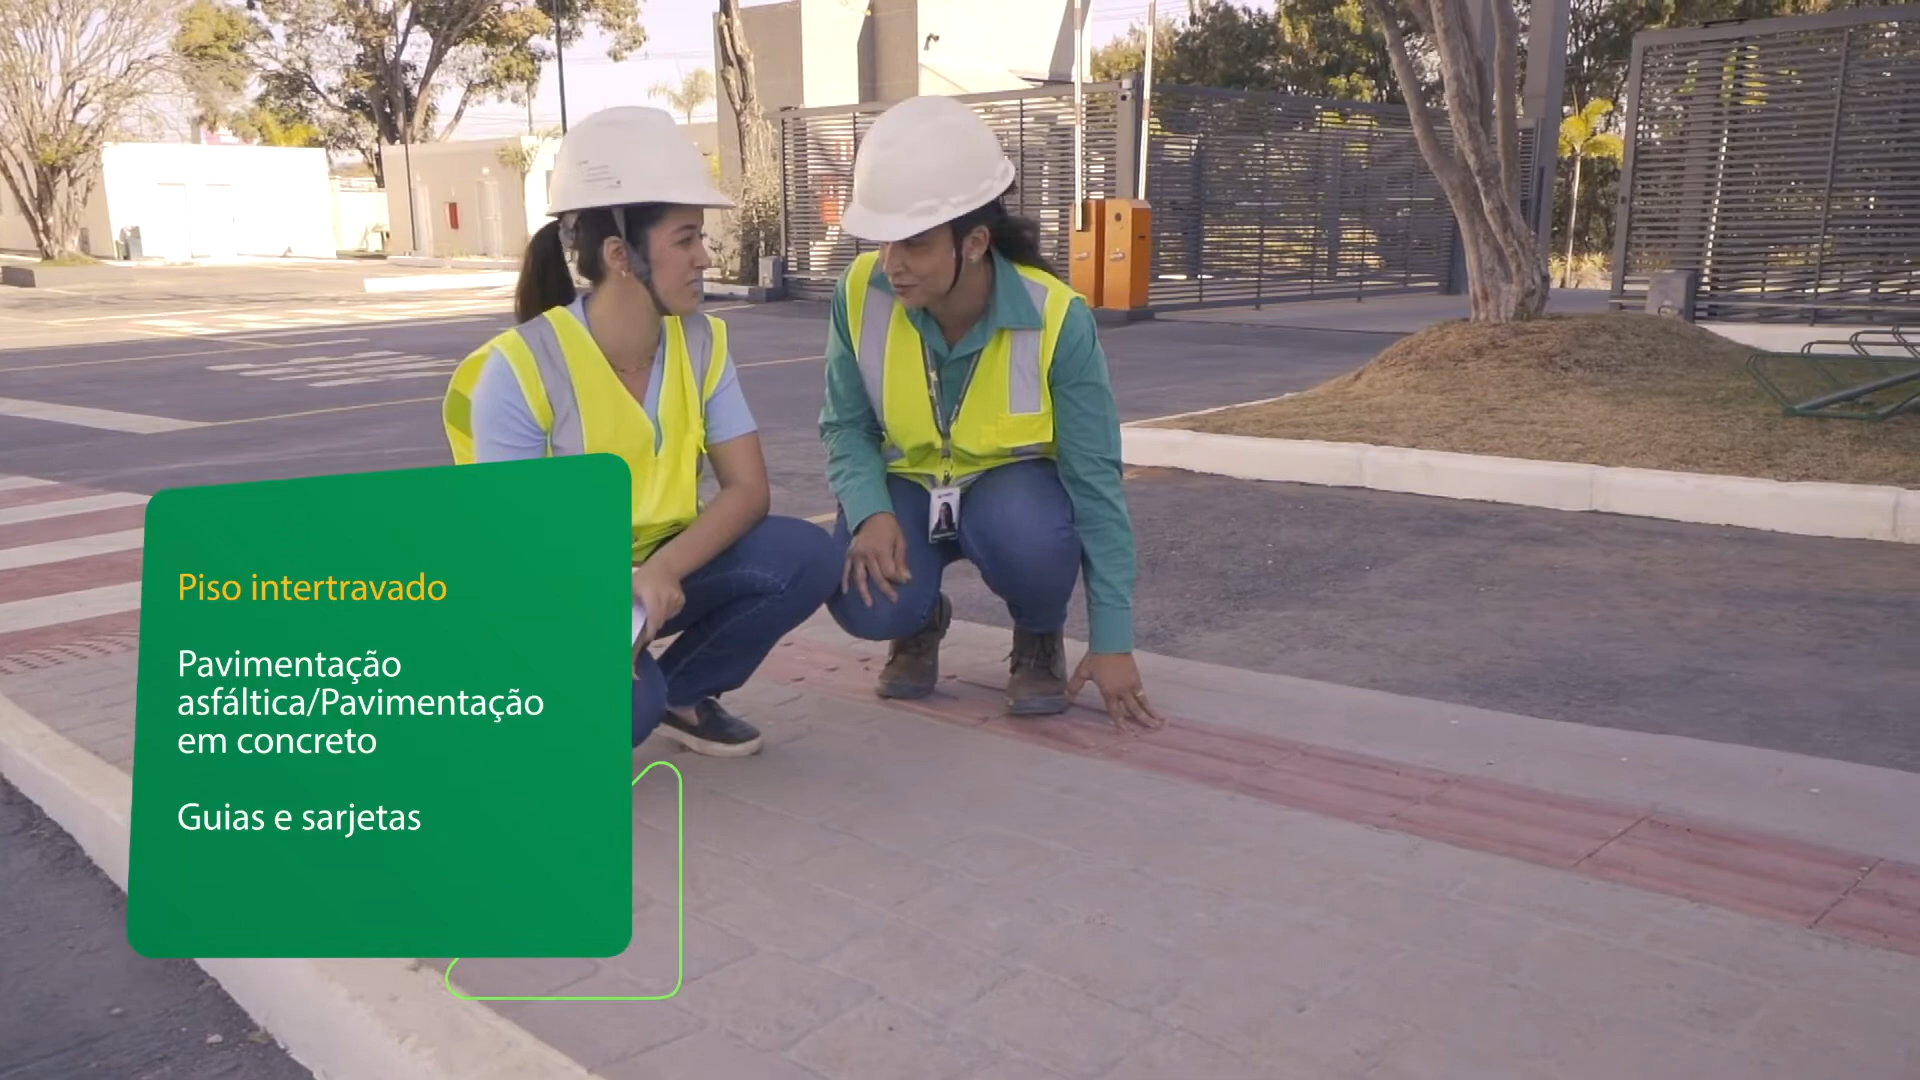 Piso intertravado
Pavimentação
asfáltica/Pavimentação
em concreto
Guias e sarjetas